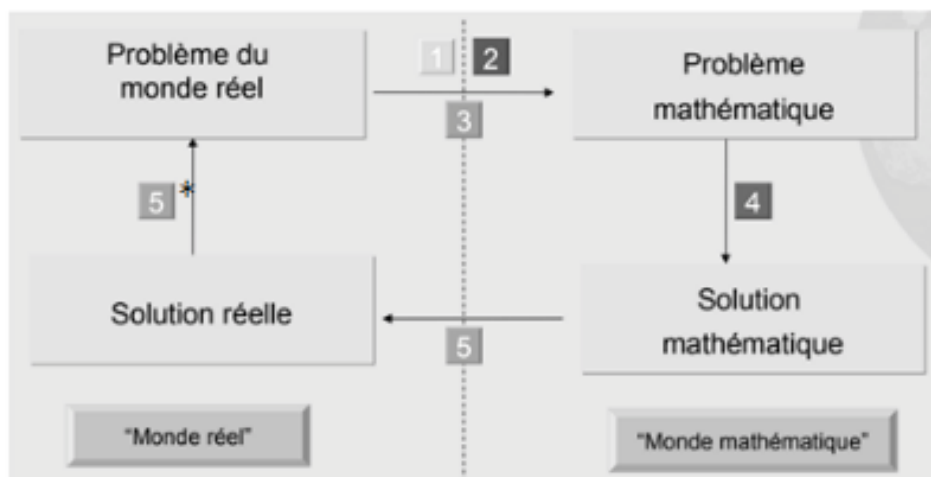 Problème du
monde réel
1 2
3
Problème
mathématique
5*
4
Solution réelle
5
Solution
mathématique
"Monde réel"
"Monde mathématique"